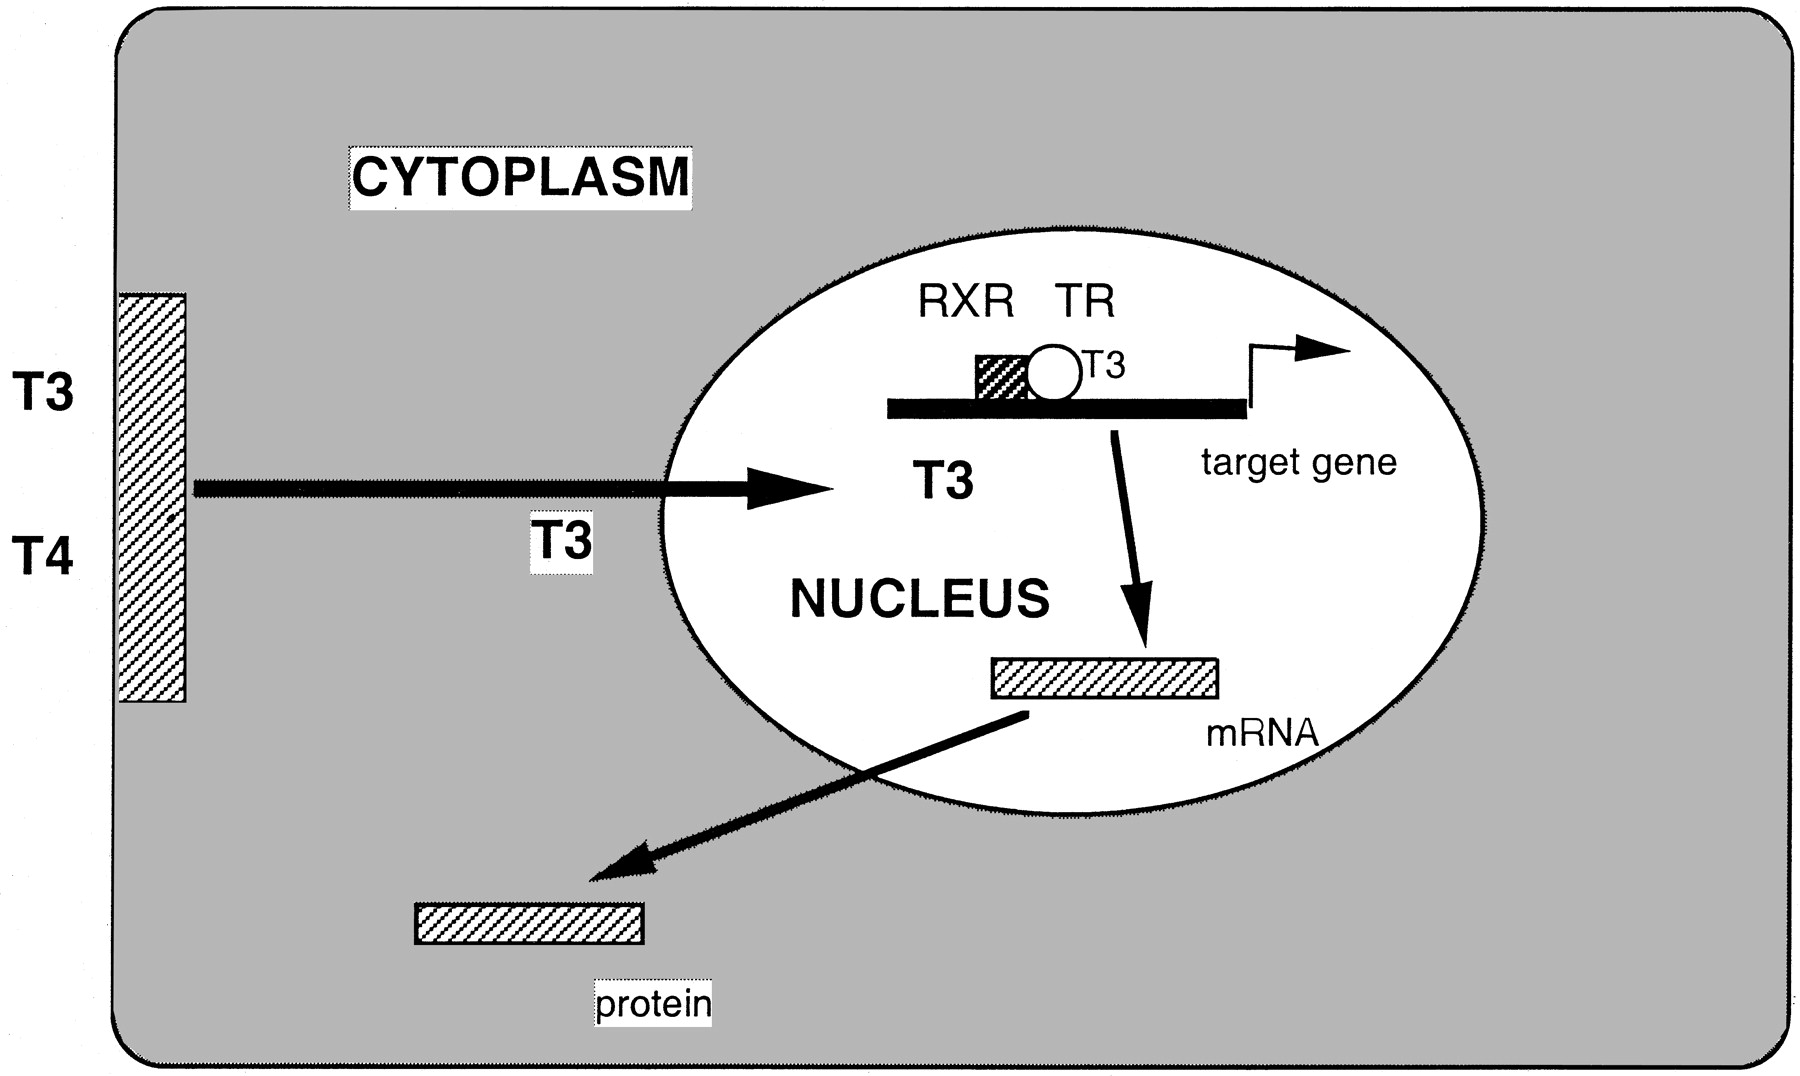 CYTOPLASM
RXR TR
T3
T3
target gene
T3
T3
T4
NUCLEUS
mRNA
protein